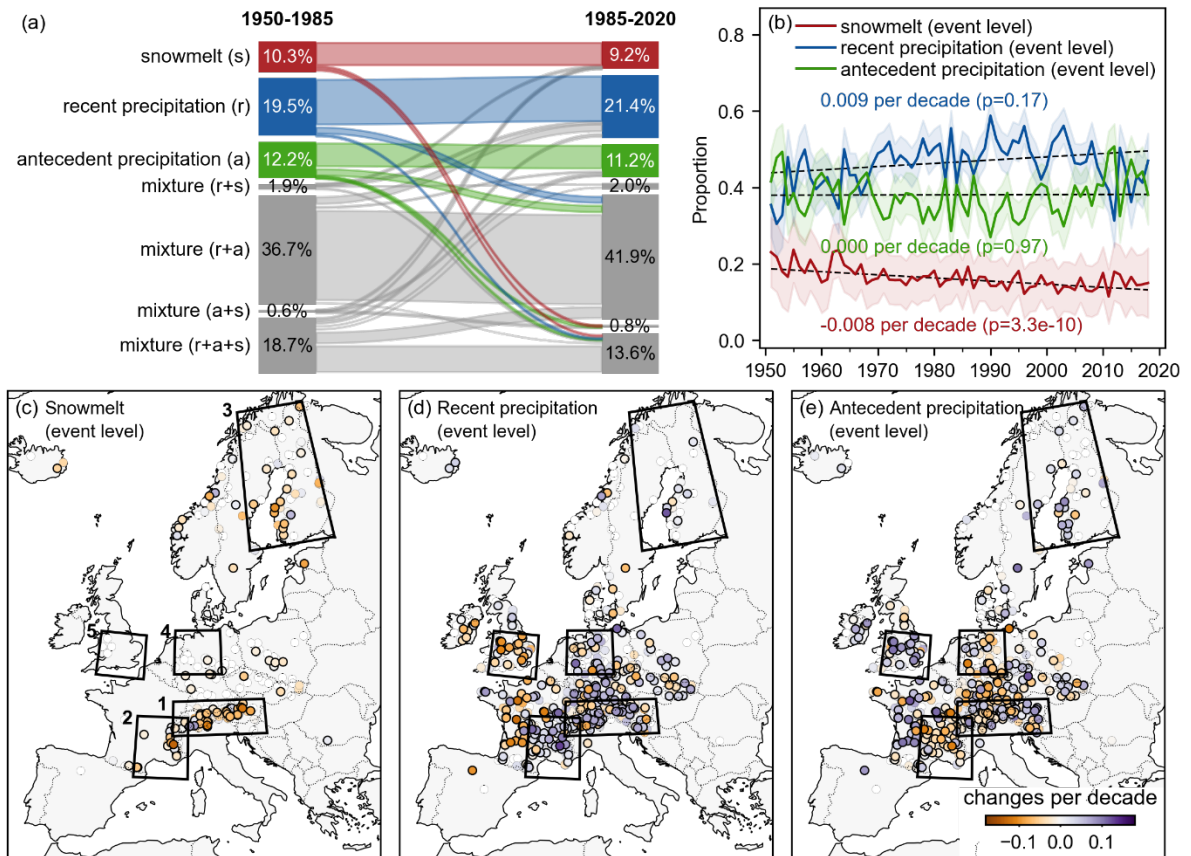 (a)
1950-1985
1985-2020
snowmelt (s)
10.3%
9.2%
recent precipitation (r)
19.5%
21.4%
antecedent precipitation (a)
12.2%
11.2%
mixture (r+s)
1.9%
2.0%
mixture (r+a)
36.7%
41.9%
mixture (a+s)
0.6%
0.8%
mixture (r+a+s)
18.7%
13.6%
(b)
snowmelt (event level)
recent precipitation (event level)
antecedent precipitation (event level)
0.009 per decade (p=0.17)
0.000 per decade (p=0.97)
-0.008 per decade (p=3.3e-10)
Proportion
0.8
0.6
0.4
0.2
0.0
1950 1960 1970 1980 1990 2000 2010 2020
(c) Snowmelt
(event level)
3
5
4
1
2
(d) Recent precipitation
(event level)
(e) Antecedent precipitation
(event level)
changes per decade
−0.1 0.0 0.1